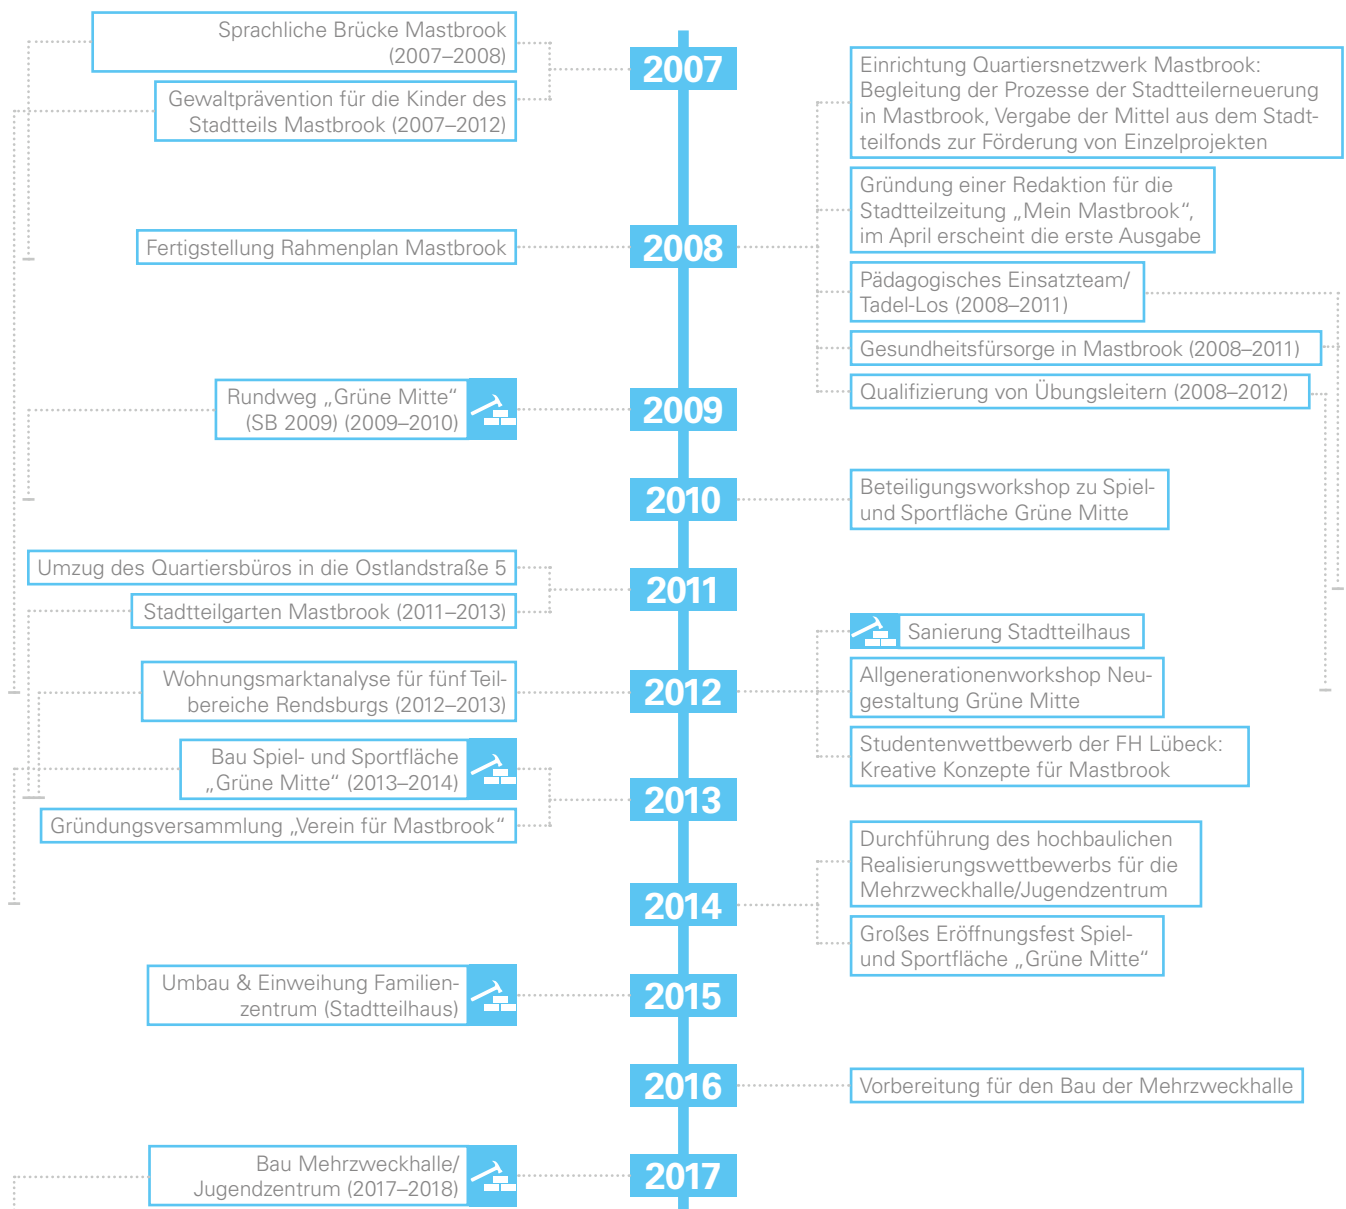 Sprachliche Brücke Mastbrook
(2007–2008)
Gewaltprävention für die Kinder des
Stadtteils Mastbrook (2007–2012)
2007
Einrichtung Quartiersnetzwerk Mastbrook:
Begleitung der Prozesse der Stadtteilerneuerung
in Mastbrook, Vergabe der Mittel aus dem Stadt-
teilfonds zur Förderung von Einzelprojekten
Gründung einer Redaktion für die
Stadtteilzeitung „Mein Mastbrook“,
im April erscheint die erste Ausgabe
Fertigstellung Rahmenplan Mastbrook
2008
Pädagogisches Einsatzteam/
Tadel-Los (2008–2011)
Gesundheitsfürsorge in Mastbrook (2008–2011)
Qualifizierung von Übungsleitern (2008–2012)
Rundweg „Grüne Mitte“
(SB 2009) (2009–2010)
2009
2010
Beteiligungsworkshop zu Spiel-
und Sportfläche Grüne Mitte
Umzug des Quartiersbüros in die Ostlandstraße 5
Stadtteilgarten Mastbrook (2011–2013)
2011
Sanierung Stadtteilhaus
Wohnungsmarktanalyse für fünf Teil-
bereiche Rendsburgs (2012–2013)
2012
Allgenerationenworkshop Neu-
gestaltung Grüne Mitte
Studentenwettbewerb der FH Lübeck:
Kreative Konzepte für Mastbrook
Bau Spiel- und Sportfläche
„Grüne Mitte“ (2013–2014)
Gründungsversammlung „Verein für Mastbrook“
2013
Durchführung des hochbaulichen
Realisierungswettbewerbs für die
Mehrzweckhalle/Jugendzentrum
2014
Großes Eröffnungsfest Spiel-
und Sportfläche „Grüne Mitte“
Umbau & Einweihung Familien-
zentrum (Stadtteilhaus)
2015
2016
Vorbereitung für den Bau der Mehrzweckhalle
Bau Mehrzweckhalle/
Jugendzentrum (2017–2018)
2017